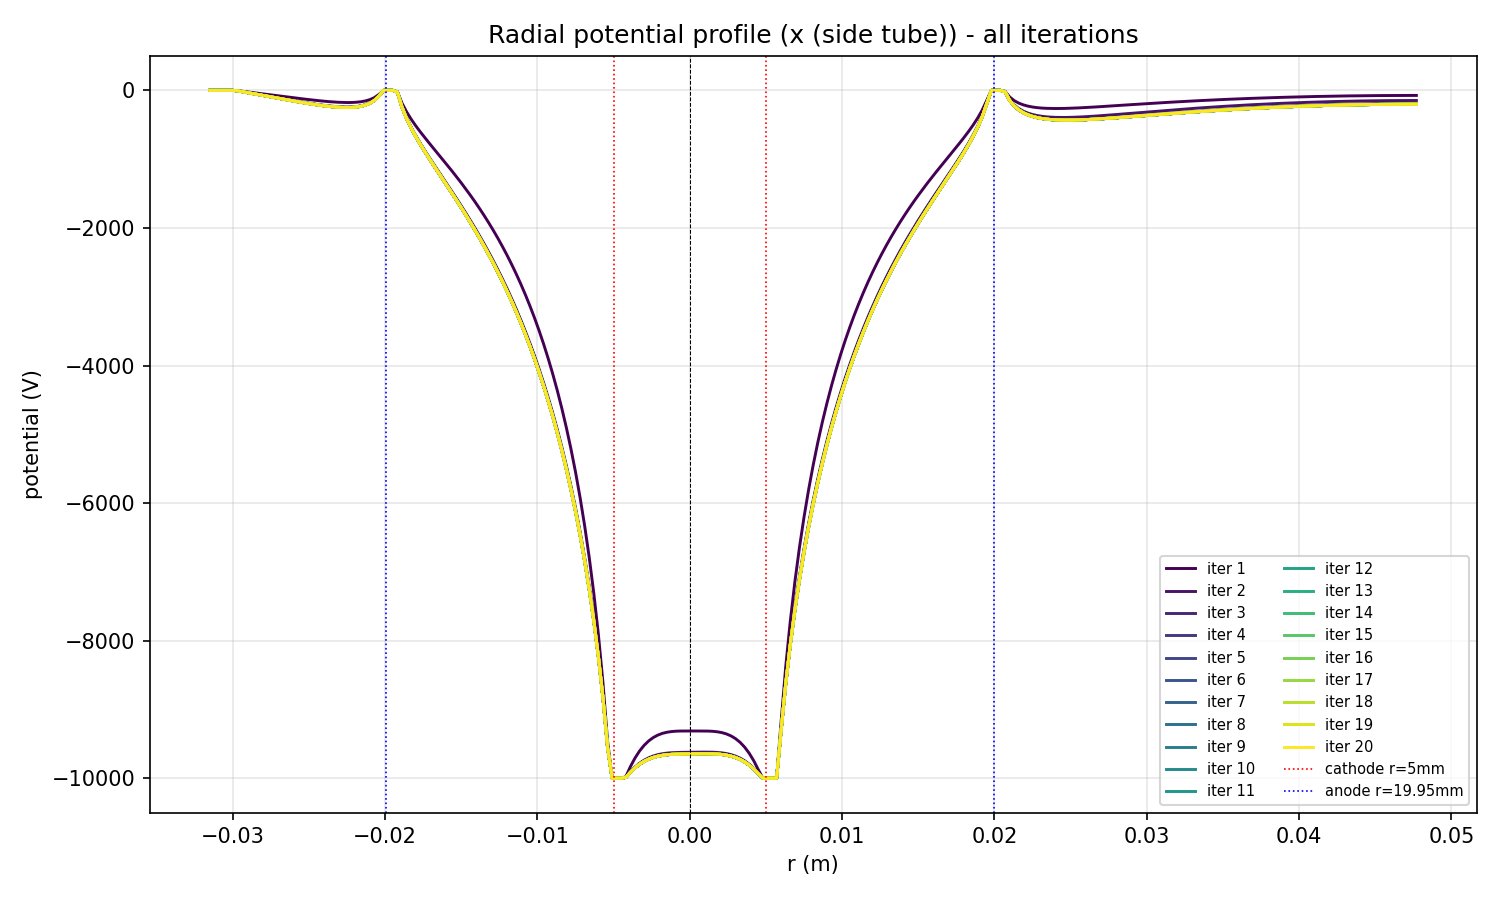 Radial potential profile (x (side tube)) - all iterations
potential (V)
0
−2000
−4000
−6000
−8000
−10000
iter 1
iter 2
iter 3
iter 4
iter 5
iter 6
iter 7
iter 8
iter 9
iter 10
iter 11
iter 12
iter 13
iter 14
iter 15
iter 16
iter 17
iter 18
iter 19
iter 20
cathode r=5mm
anode r=19.95mm
−0.03 −0.02 −0.01 0.00 0.01 0.02 0.03 0.04 0.05
r (m)